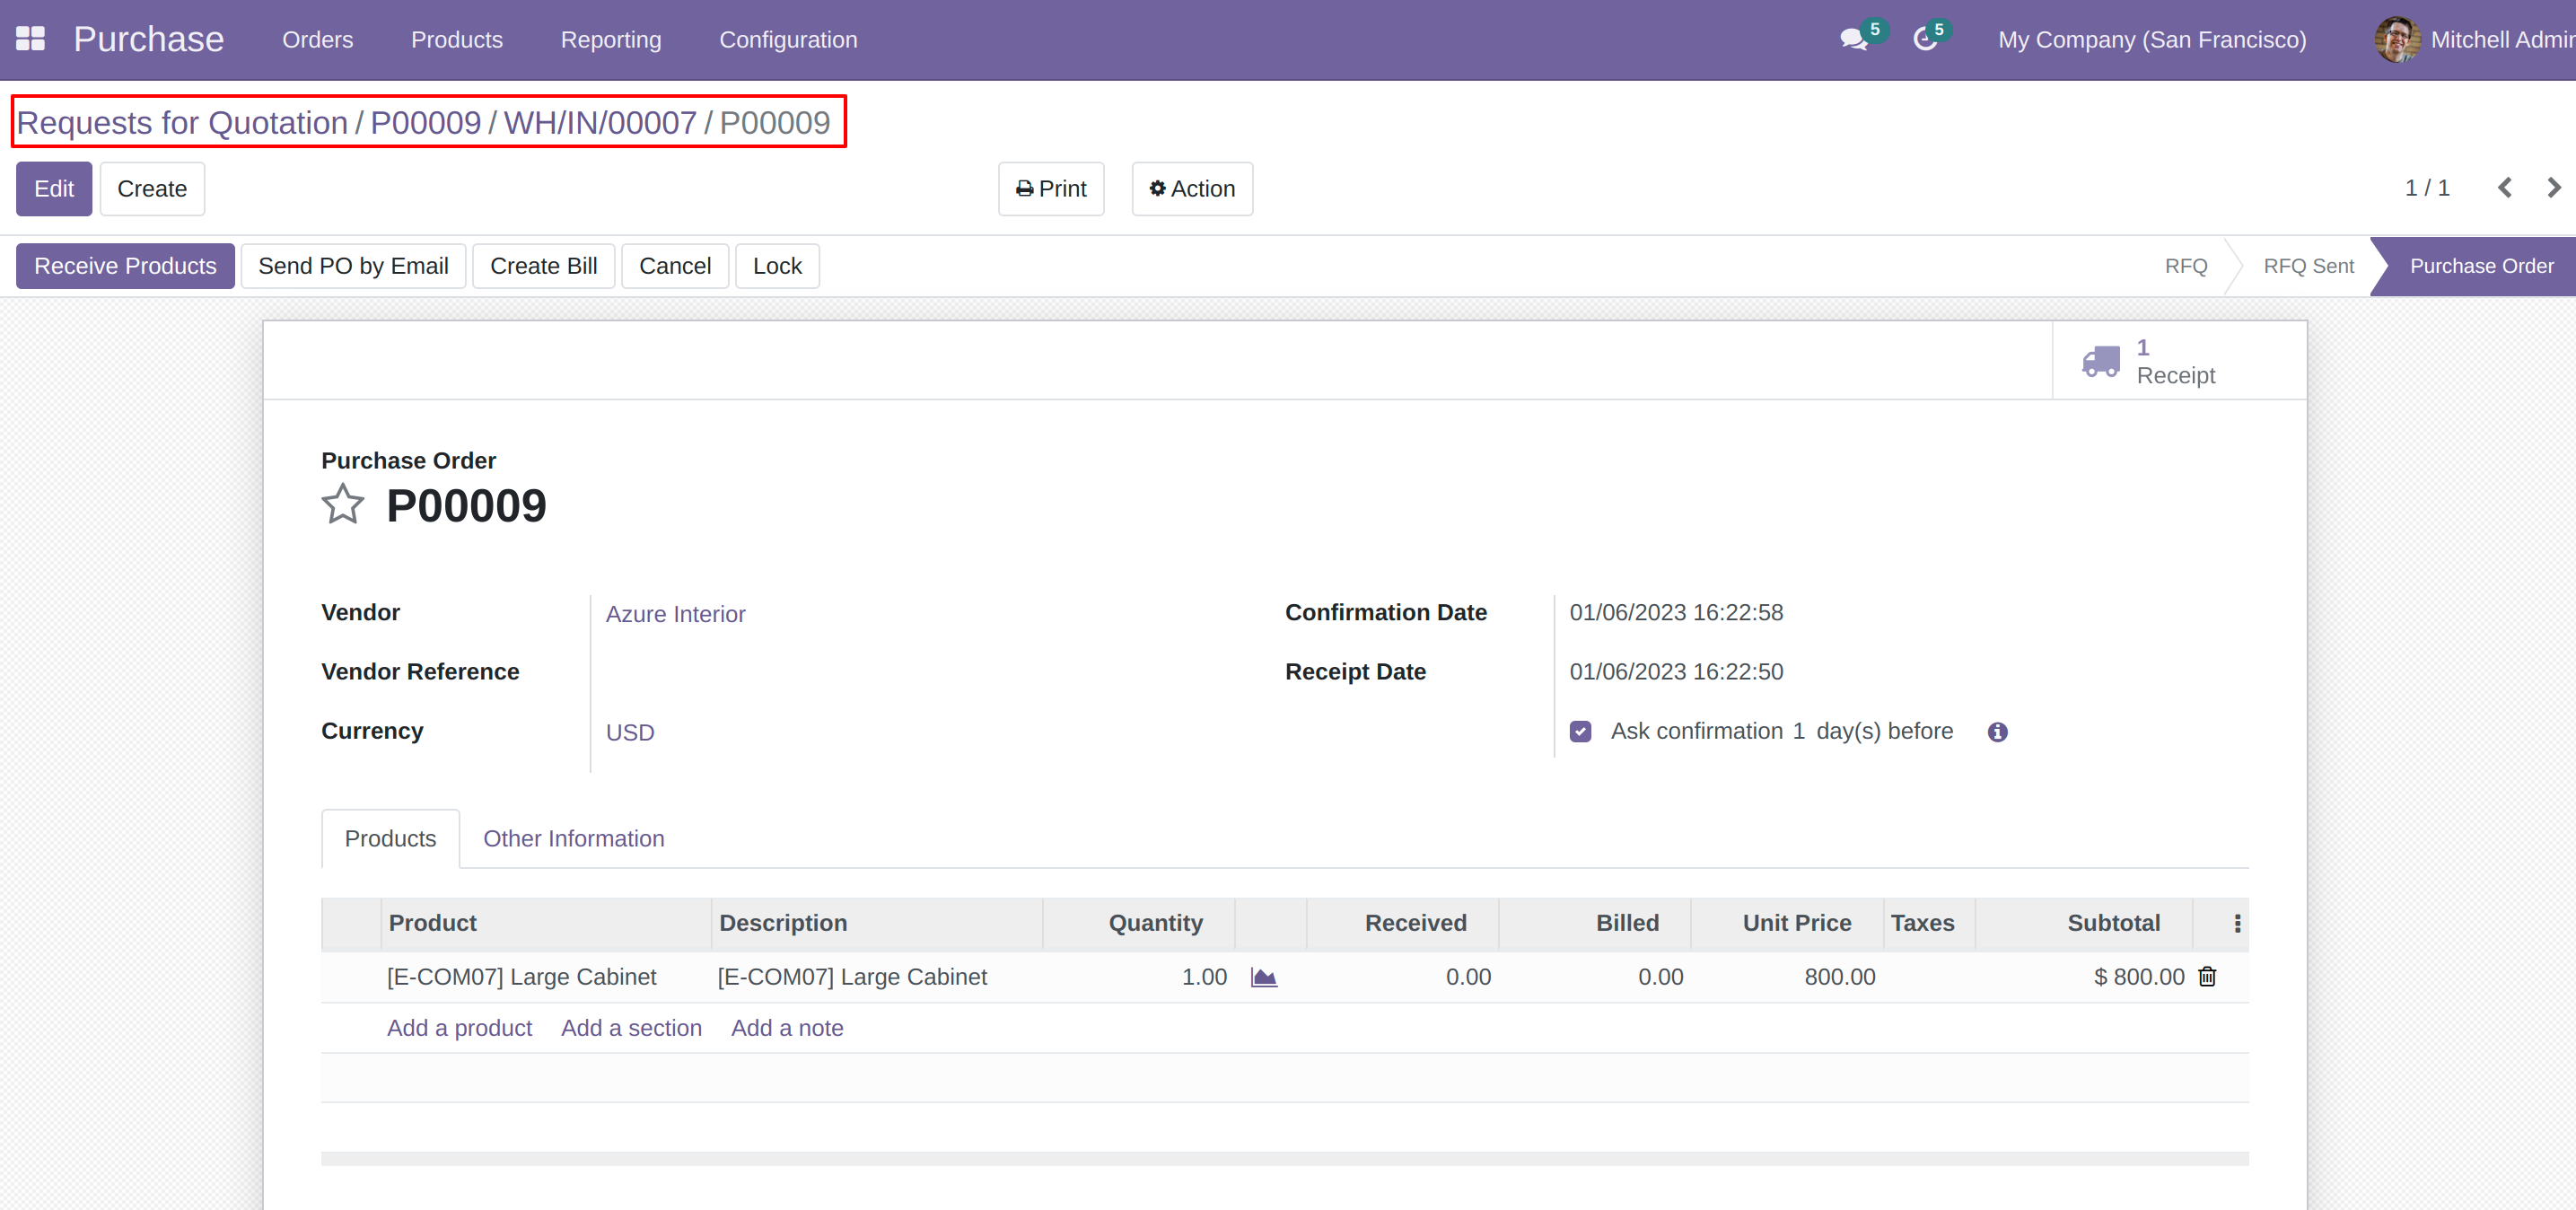 Purchase Orders Products Reporting Configuration 5 5 My Company (San Francisco) Mitchell Admin
Requests for Quotation / P00009 / WH/IN/00007 / P00009
Edit Create Print Action 1 / 1
Receive Products Send PO by Email Create Bill Cancel Lock RFQ RFQ Sent Purchase Order
1
Receipt
Purchase Order
P00009
Vendor Azure Interior Confirmation Date 01/06/2023 16:22:58
Vendor Reference Receipt Date 01/06/2023 16:22:50
Currency USD Ask confirmation 1 day(s) before
Products Other Information
Product Description Quantity Received Billed Unit Price Taxes Subtotal
[E-COM07] Large Cabinet [E-COM07] Large Cabinet 1.00 0.00 0.00 800.00 $ 800.00
Add a product Add a section Add a note